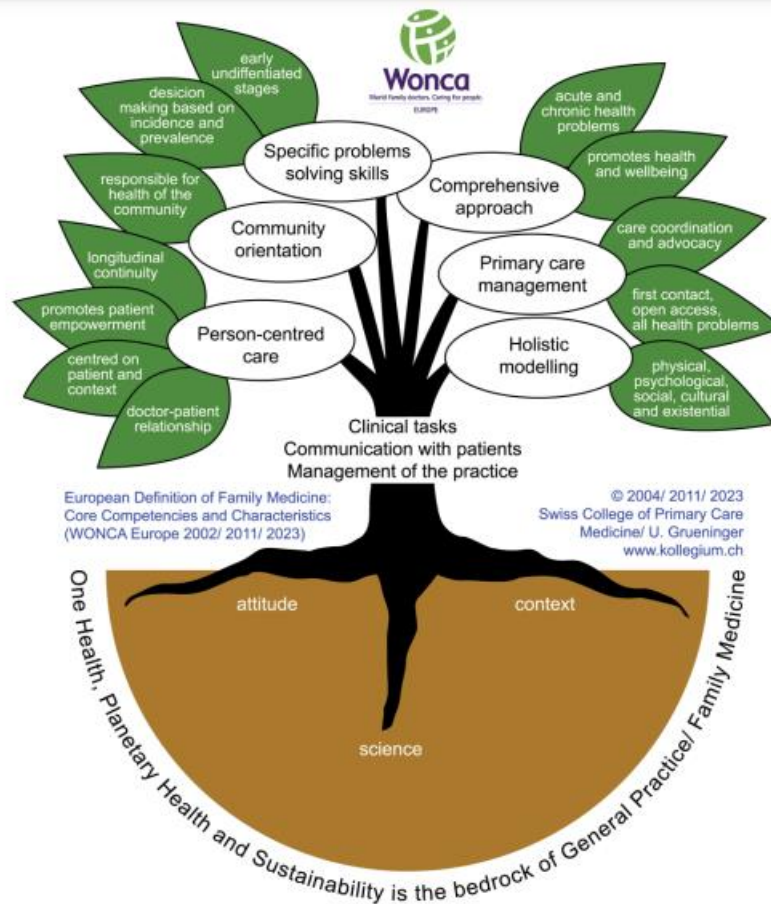 Wonca
World family doctors. Caring for people.
EUROPE
early
undiffentiated
stages
desicion
making based on
incidence and
prevalence
responsible for
health of the
community
longitudinal
continuity
promotes patient
empowerment
centred on
patient and
context
doctor-patient
relationship
Specific problems
solving skills
Community
orientation
Person-centred
care
Comprehensive
approach
Primary care
management
Holistic
modelling
acute and
chronic health
problems
promotes health
and wellbeing
care coordination
and advocacy
first contact,
open access,
all health problems
physical,
psychological,
social, cultural
and existential
Clinical tasks
Communication with patients
Management of the practice
European Definition of Family Medicine:
Core Competencies and Characteristics
(WONCA Europe 2002/ 2011/ 2023)
© 2004/ 2011/ 2023
Swiss College of Primary Care
Medicine/ U. Grueninger
www.kollegium.ch
attitude
context
science
One Health, Planetary Health and Sustainability is the bedrock of General Practice/ Family Medicine